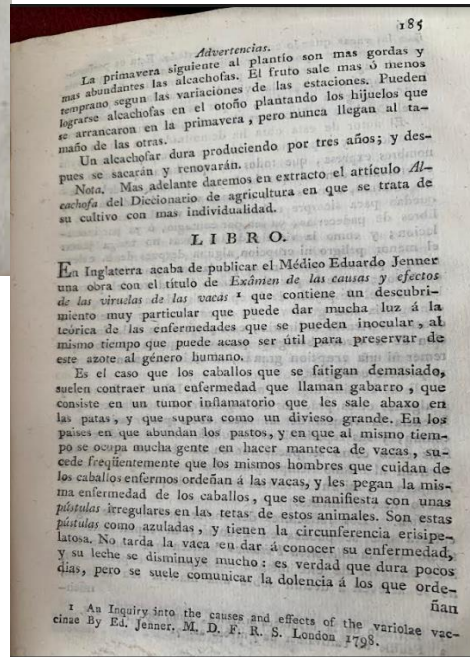 185
Advertencias.
La primavera siguiente al plantío son mas gordas y
mas abundantes las alcachofas. El fruto sale mas ó ménos
temprano segun las variaciones de las estaciones. Pueden
lograrse alcachofas en el otoño plantando los hijuelos que
se arrancaron en la primavera, pero nunca llegan al ta-
maño de las otras.
Un alcachofar dura produciendo por tres años; y des-
pues se sacarán y renovarán.
Nota. Mas adelante daremos en extracto el artículo Al-
cachofa del Diccionario de agricultura en que se trata de
su cultivo con mas individualidad.
LIBRO.
En Inglaterra acaba de publicar el Médico Eduardo Jenner
una obra con el título de Exámen de las causas y efectos
de las viruelas de las vacas 1 que contiene un descubri-
miento muy particular que puede dar mucha luz á la
teórica de las enfermedades que se pueden inocular, al
mismo tiempo que puede acaso ser útil para preservar de
este azote al género humano.
Es el caso que los caballos que se fatigan demasiado,
suelen contraer una enfermedad que llaman gabarro, que
consiste en un tumor inflamatorio que les sale abaxo en
las patas, y que supura como un divieso grande. En los
paises en que abundan los pastos, y en que al mismo tiem-
po se ocupa mucha gente en hacer manteca de vacas, su-
cede freqüentemente que los mismos hombres que cuidan de
los caballos enfermos ordeñan á las vacas, y les pegan la mis-
ma enfermedad de los caballos, que se manifiesta con unas
pústulas irregulares en las tetas de estos animales. Son estas
pústulas como azuladas, y tienen la circunferencia erisipe-
latosa. No tarda la vaca en dar á conocer su enfermedad,
y su leche se disminuye mucho: es verdad que dura pocos
dias, pero se suele comunicar la dolencia á los que orde-
ñan
1 An Inquiry into the causes and effects of the variolae vac-
cinae By Ed. Jenner. M. D. F. R. S. London 1798.